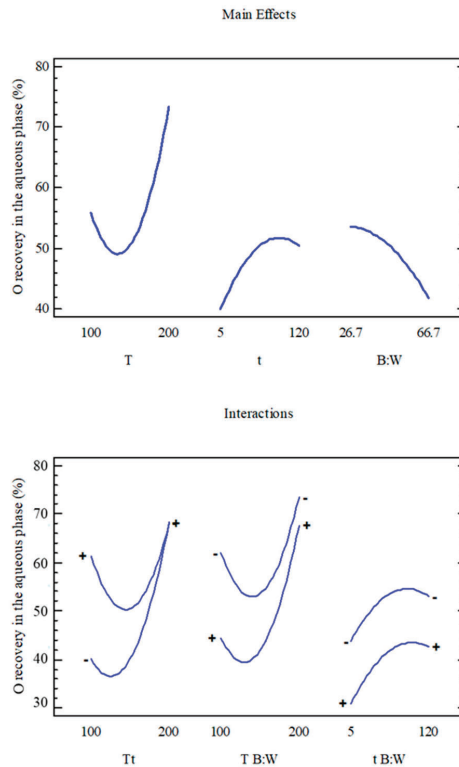 Main Effects
O recovery in the aqueous phase (%)
80
70
60
50
40
100 200 5 120 26.7 66.7
T t B:W
Interactions
O recovery in the aqueous phase (%)
80
70
60
50
40
30
+ - + - + - + - + - +
100 200 100 200 5 120
Tt T B:W t B:W